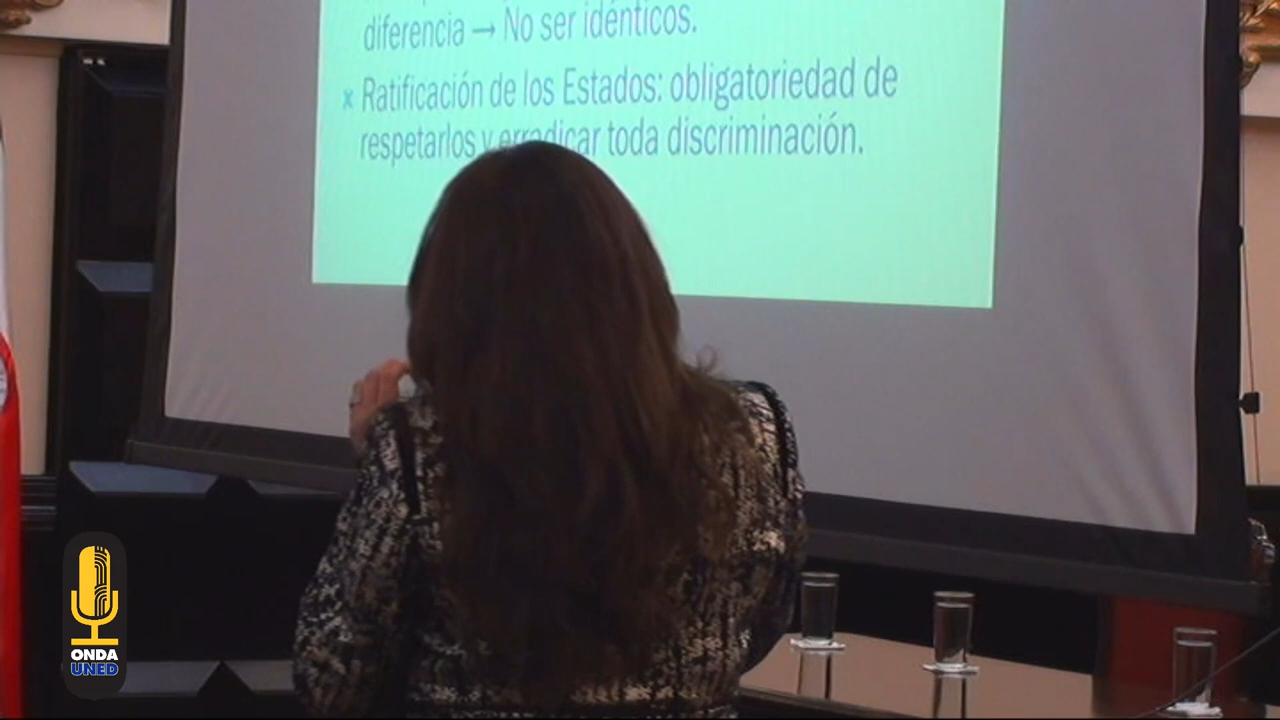 diferencia → No ser idénticos.
x Ratificación de los Estados: obligatoriedad de
respetarlos y erradicar toda discriminación.
ONDA
UNED